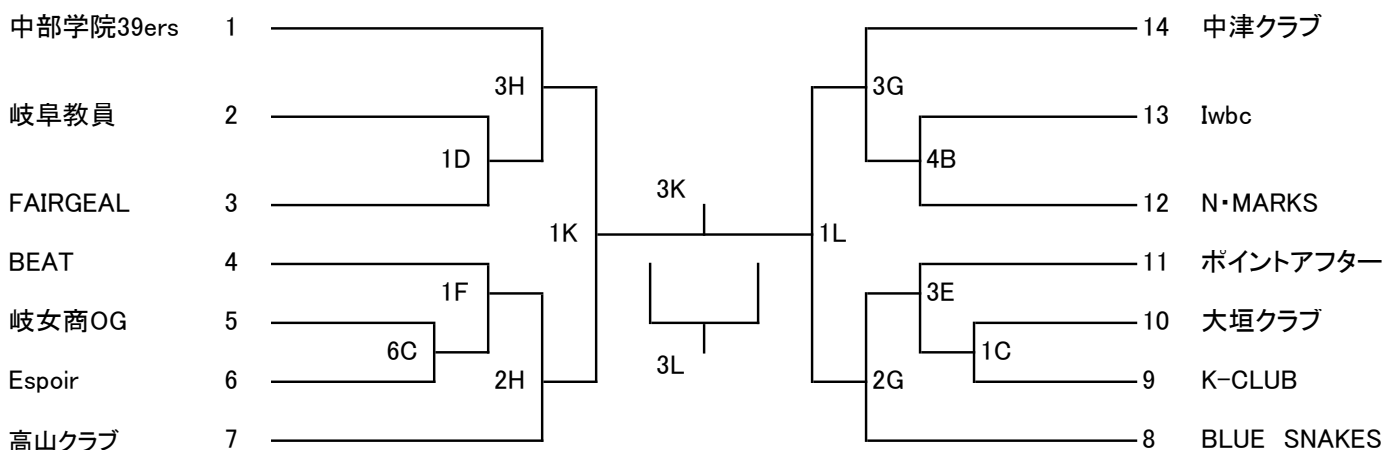 中部学院39ers 1
14 中津クラブ
3H
3G
岐阜教員 2
13 Iwbc
1D
4B
3K
FAIRGEAL 3
12 N・MARKS
1K
1L
BEAT 4
11 ポイントアフター
1F
3E
岐女商OG 5
10 大垣クラブ
6C
1C
3L
Espoir 6
2H
2G
9 K-CLUB
高山クラブ 7
8 BLUE SNAKES